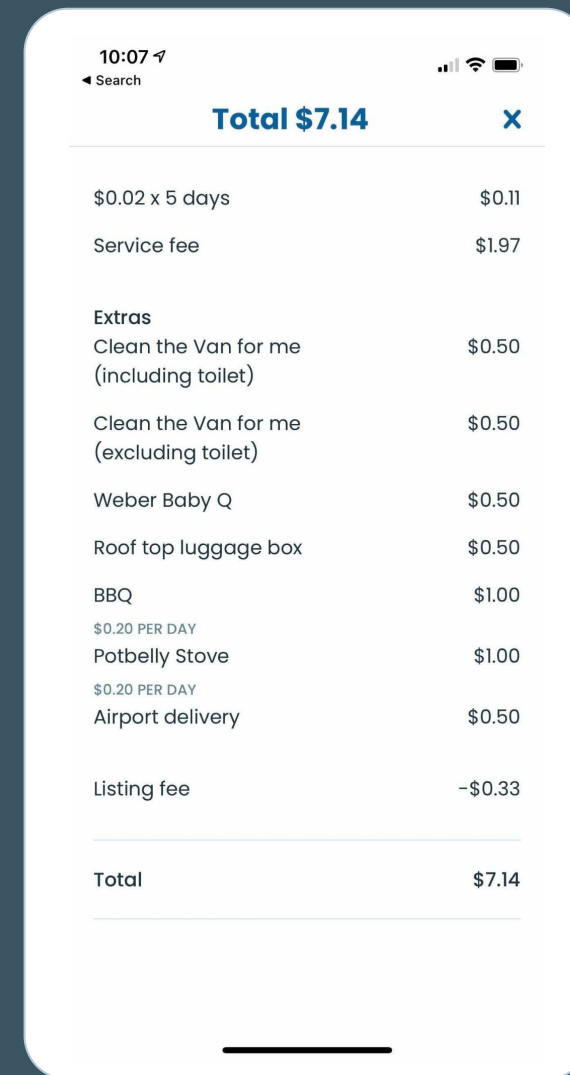 10:07
◀ Search
Total $7.14
X
$0.02 x 5 days $0.11
Service fee $1.97
Extras
Clean the Van for me $0.50
(including toilet)
Clean the Van for me $0.50
(excluding toilet)
Weber Baby Q $0.50
Roof top luggage box $0.50
BBQ $1.00
$0.20 PER DAY
Potbelly Stove $1.00
$0.20 PER DAY
Airport delivery $0.50
Listing fee -$0.33
Total $7.14